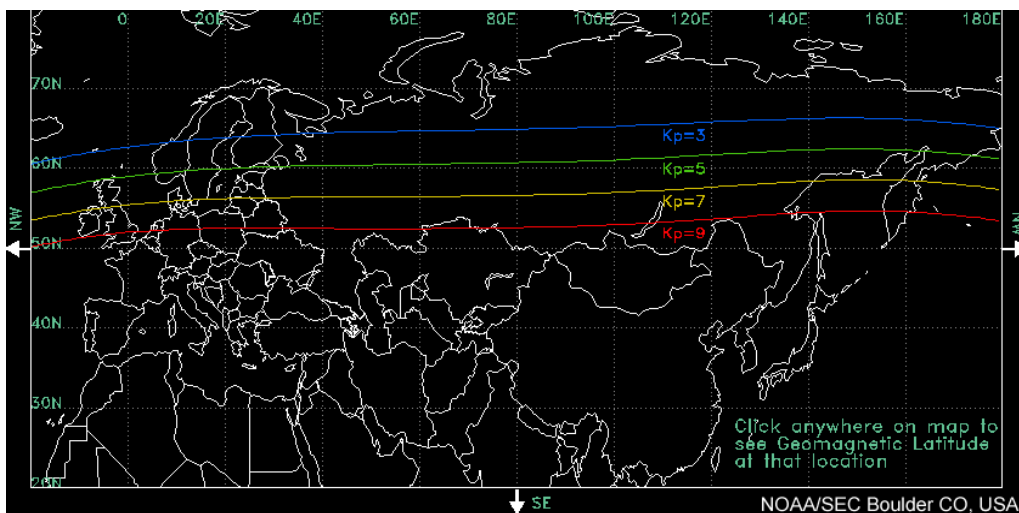 0 20E 40E 60E 80E 100E 120E 140E 160E 180E
70N
Kp=3
60N
Kp=5
Kp=7
NW
Kp=9
50N
40N
30N
Click anywhere on map to
see Geomagnetic Latitude
at that location
20N
SE
NOAA/SEC Boulder CO, USA